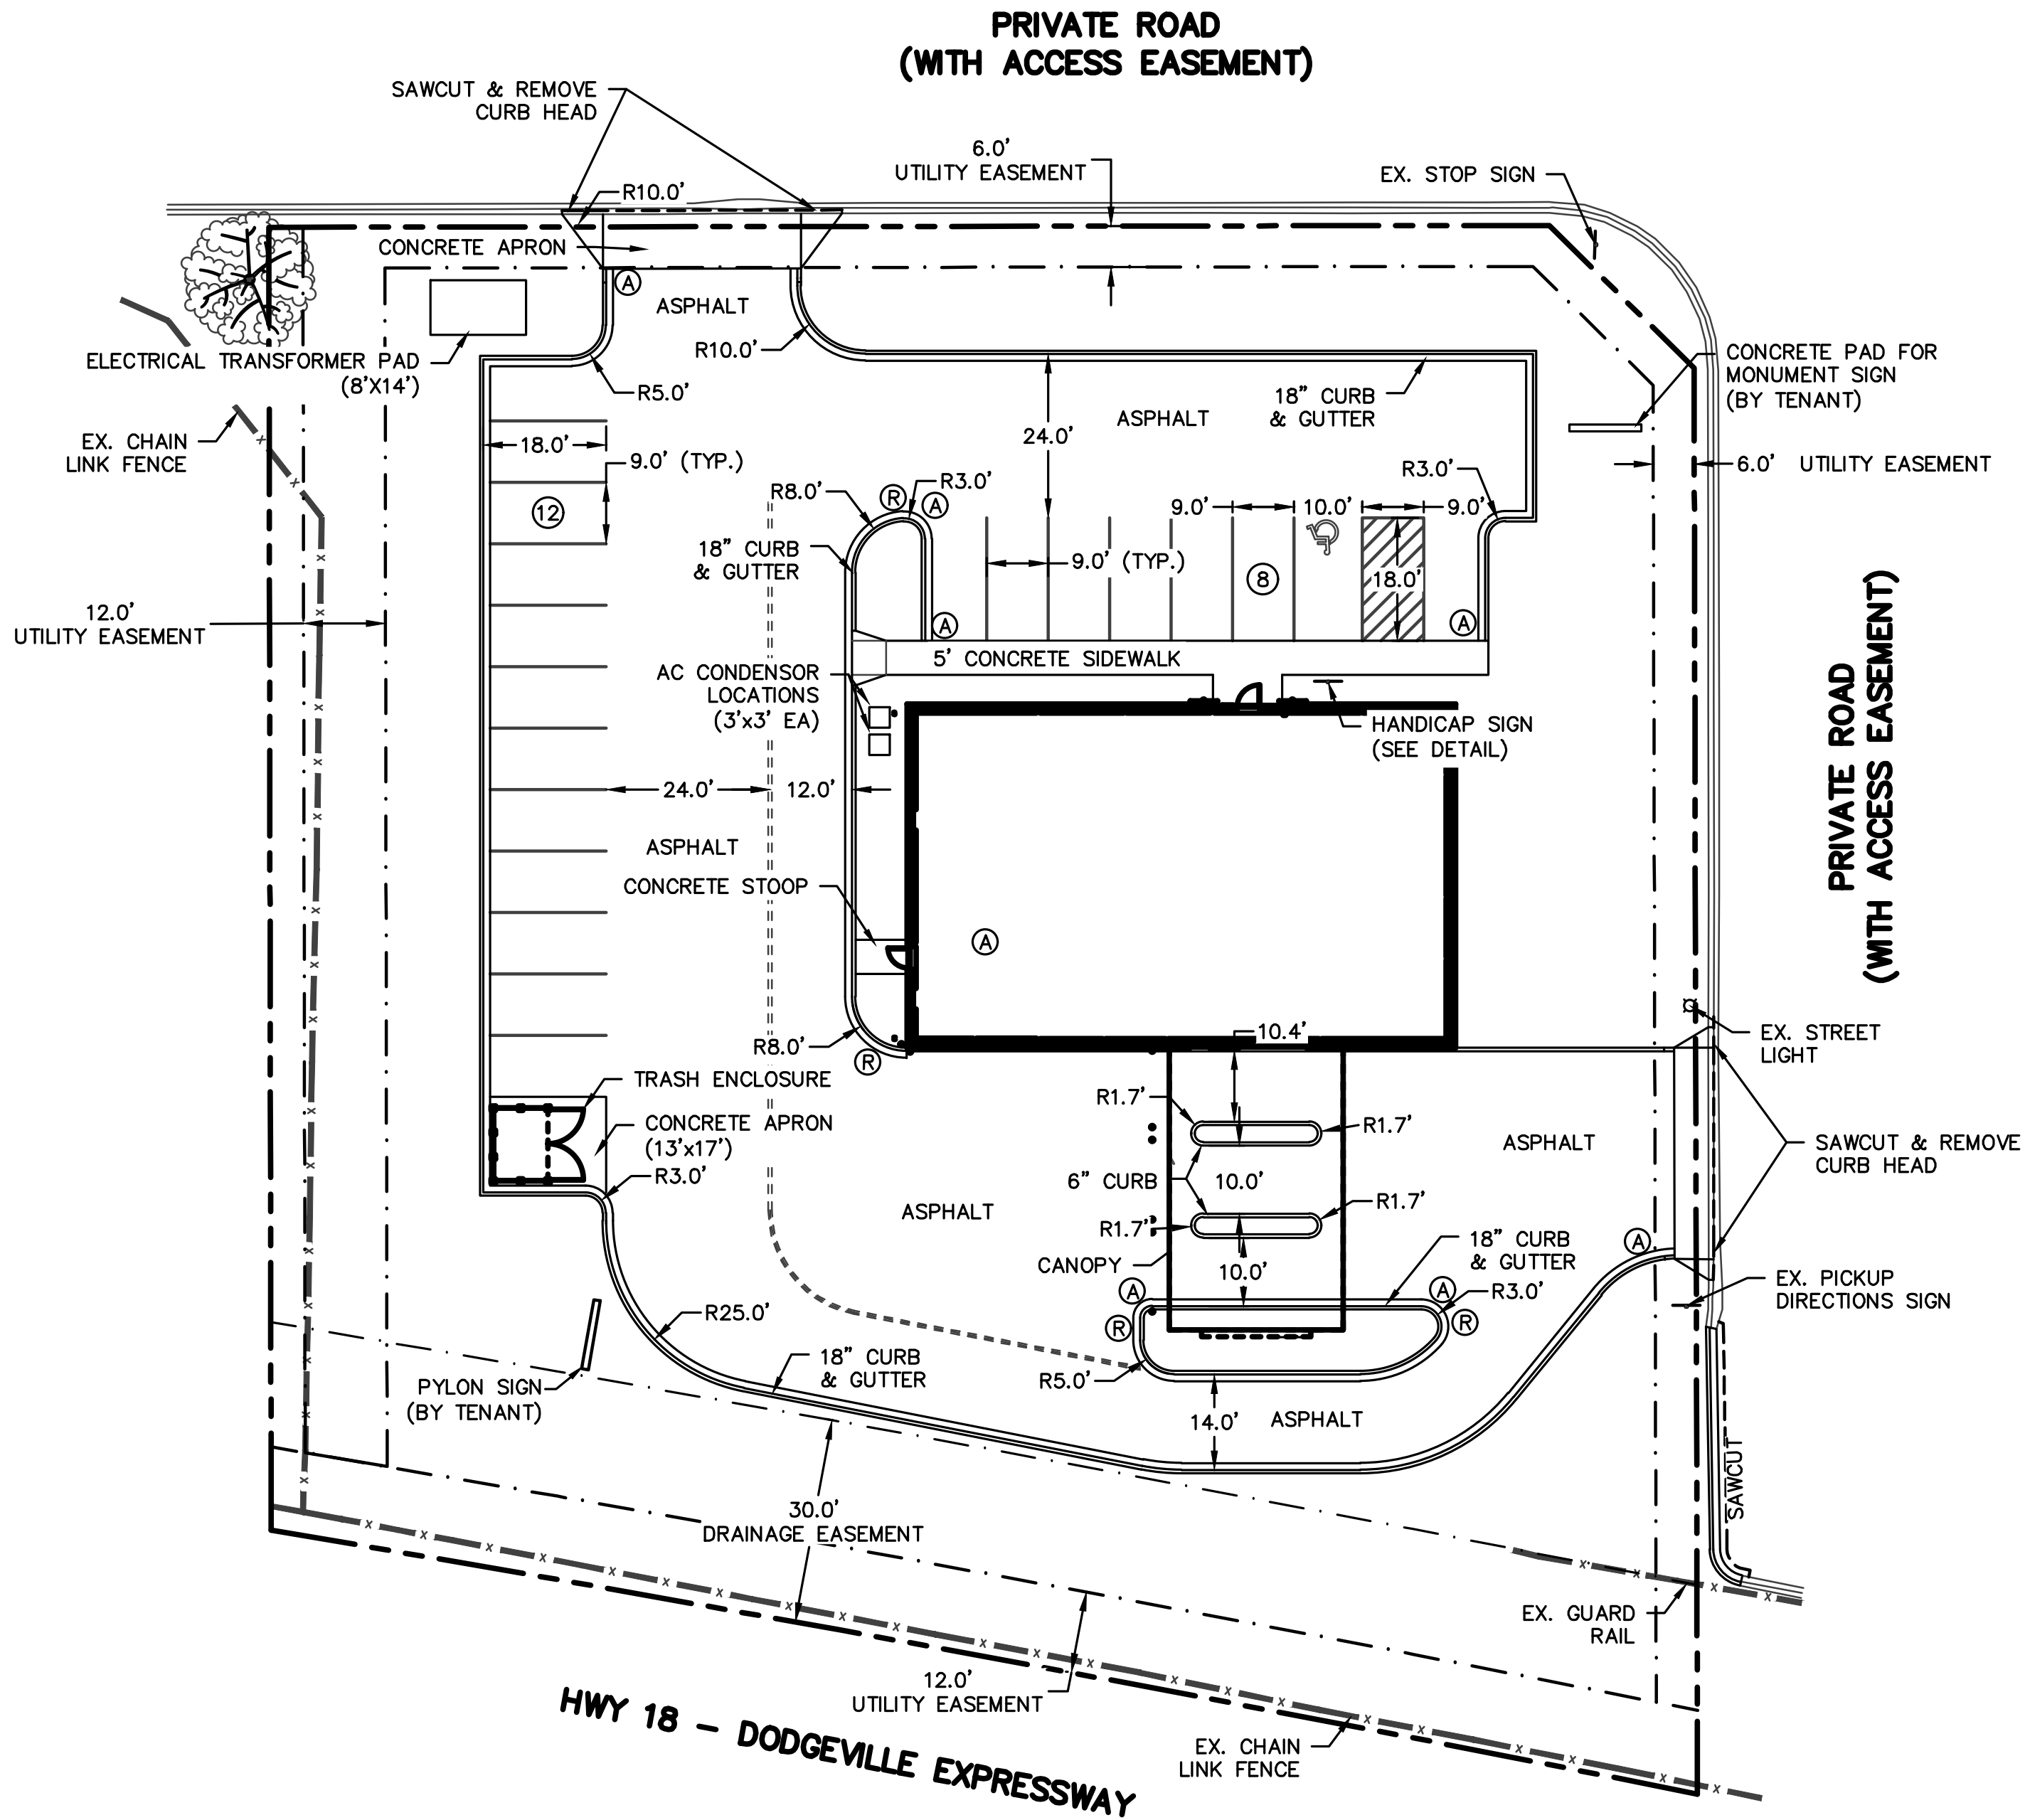 PRIVATE ROAD
(WITH ACCESS EASEMENT)
SAWCUT & REMOVE
CURB HEAD
6.0'
UTILITY EASEMENT
EX. STOP SIGN
R10.0'
CONCRETE APRON
A
ASPHALT
R10.0'
ELECTRICAL TRANSFORMER PAD
(8'X14')
R5.0'
CONCRETE PAD FOR
MONUMENT SIGN
(BY TENANT)
18" CURB
& GUTTER
ASPHALT
24.0'
EX. CHAIN
LINK FENCE
18.0'
9.0' (TYP.)
12
6.0' UTILITY EASEMENT
R3.0'
R8.0'
R
R3.0'
A
9.0'
10.0'
9.0'
18" CURB
& GUTTER
9.0' (TYP.)
8
18.0'
12.0'
UTILITY EASEMENT
A
A
5' CONCRETE SIDEWALK
AC CONDENSOR
LOCATIONS
(3'x3' EA)
HANDICAP SIGN
(SEE DETAIL)
PRIVATE ROAD
(WITH ACCESS EASEMENT)
24.0'
12.0'
ASPHALT
CONCRETE STOOP
A
R8.0'
R
10.4'
EX. STREET
LIGHT
TRASH ENCLOSURE
CONCRETE APRON
(13'x17')
R3.0'
R1.7'
R1.7'
ASPHALT
SAWCUT & REMOVE
CURB HEAD
6" CURB
10.0'
R1.7'
R1.7'
ASPHALT
CANOPY
10.0'
18" CURB
& GUTTER
A
A
A
R3.0'
R
R
EX. PICKUP
DIRECTIONS SIGN
R25.0'
18" CURB
& GUTTER
R5.0'
PYLON SIGN
(BY TENANT)
14.0'
ASPHALT
SAWCUT
30.0'
DRAINAGE EASEMENT
EX. GUARD
RAIL
12.0'
UTILITY EASEMENT
EX. CHAIN
LINK FENCE
HWY 18 - DODGEVILLE EXPRESSWAY